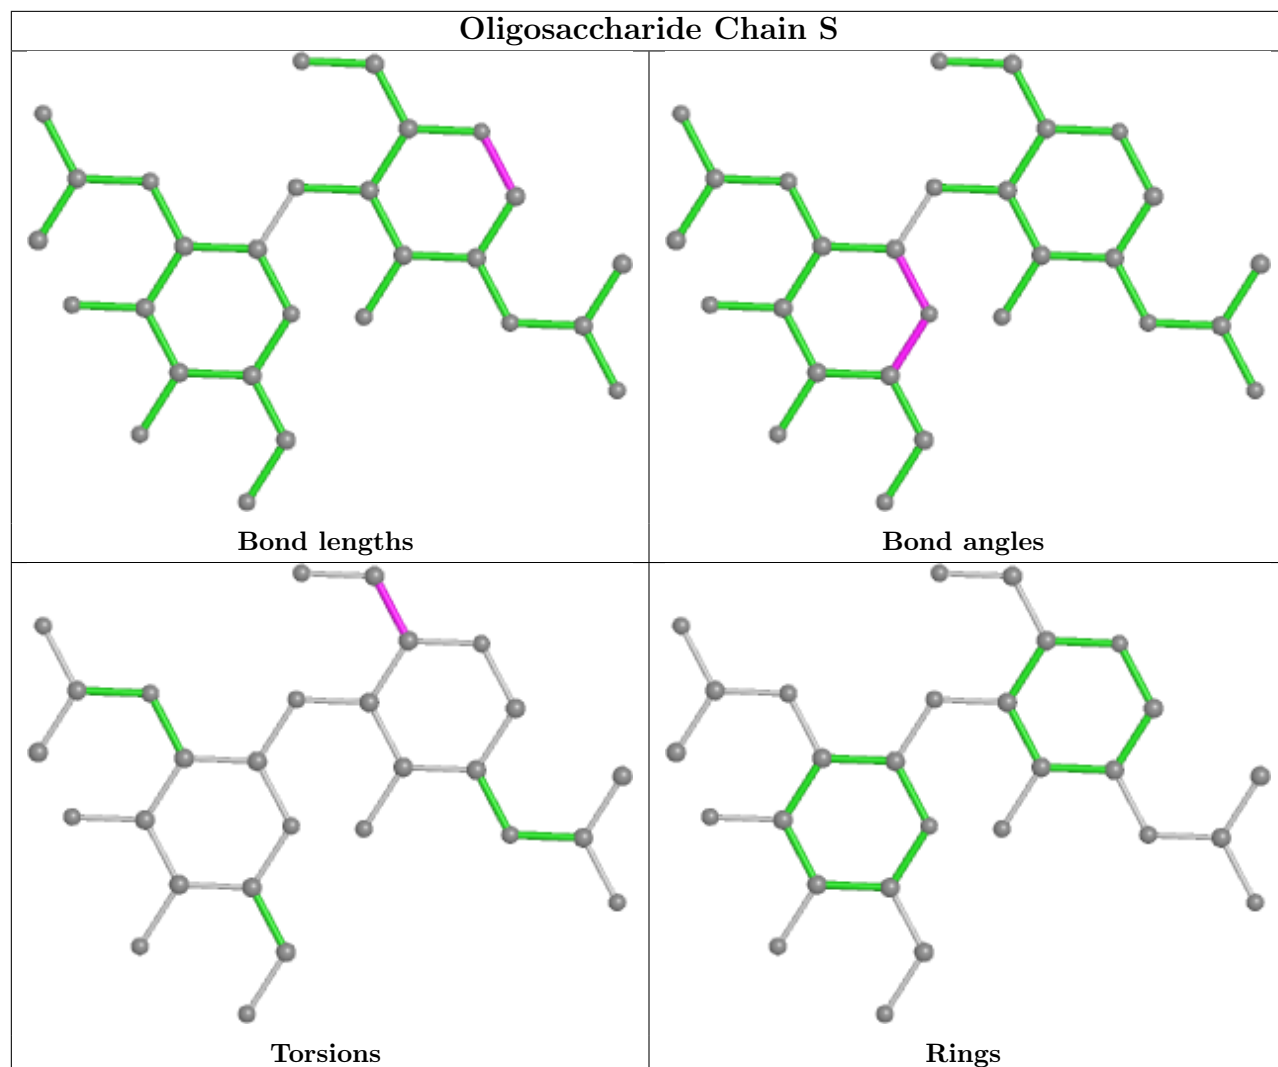 Oligosaccharide Chain S
Bond lengths
Bond angles
Torsions
Rings